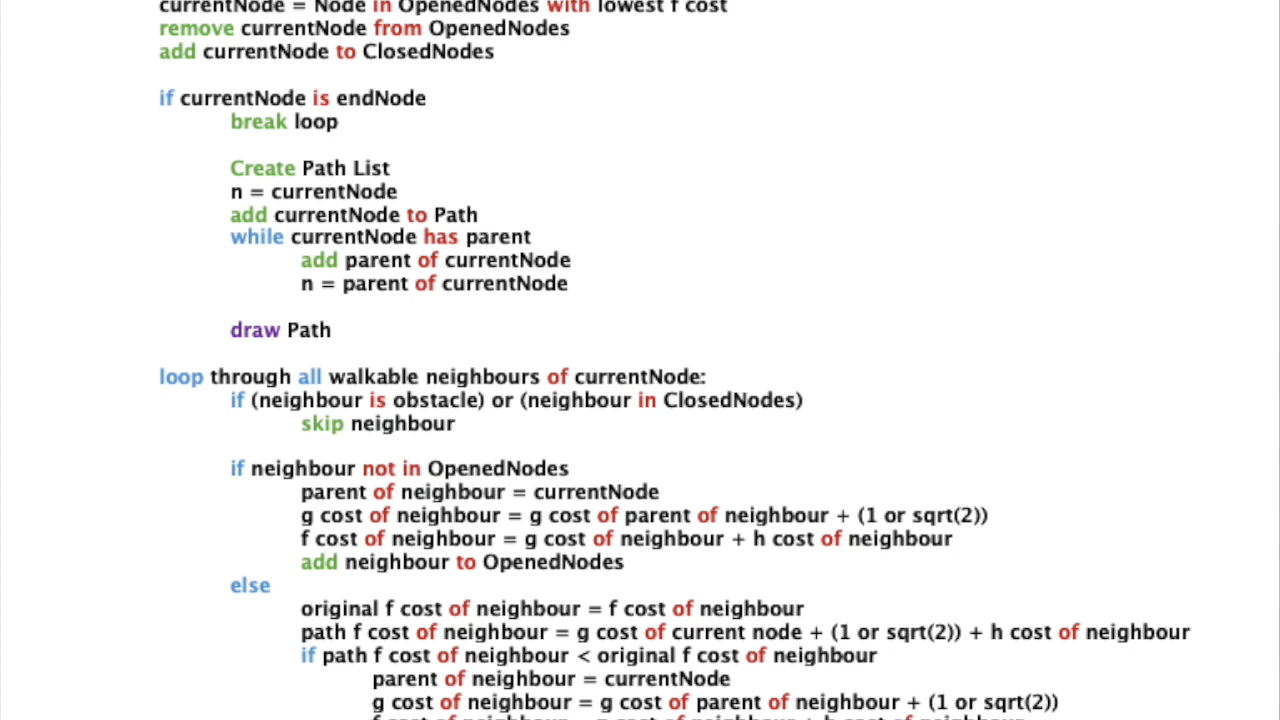 currentNode = Node in OpenedNodes with lowest f cost
remove currentNode from OpenedNodes
add currentNode to ClosedNodes
if currentNode is endNode
break loop
Create Path List
n = currentNode
add currentNode to Path
while currentNode has parent
add parent of currentNode
n = parent of currentNode
draw Path
loop through all walkable neighbours of currentNode:
if (neighbour is obstacle) or (neighbour in ClosedNodes)
skip neighbour
if neighbour not in OpenedNodes
parent of neighbour = currentNode
g cost of neighbour = g cost of parent of neighbour + (1 or sqrt(2))
f cost of neighbour = g cost of neighbour + h cost of neighbour
add neighbour to OpenedNodes
else
original f cost of neighbour = f cost of neighbour
path f cost of neighbour = g cost of current node + (1 or sqrt(2)) + h cost of neighbour
if path f cost of neighbour < original f cost of neighbour
parent of neighbour = currentNode
g cost of neighbour = g cost of parent of neighbour + (1 or sqrt(2))